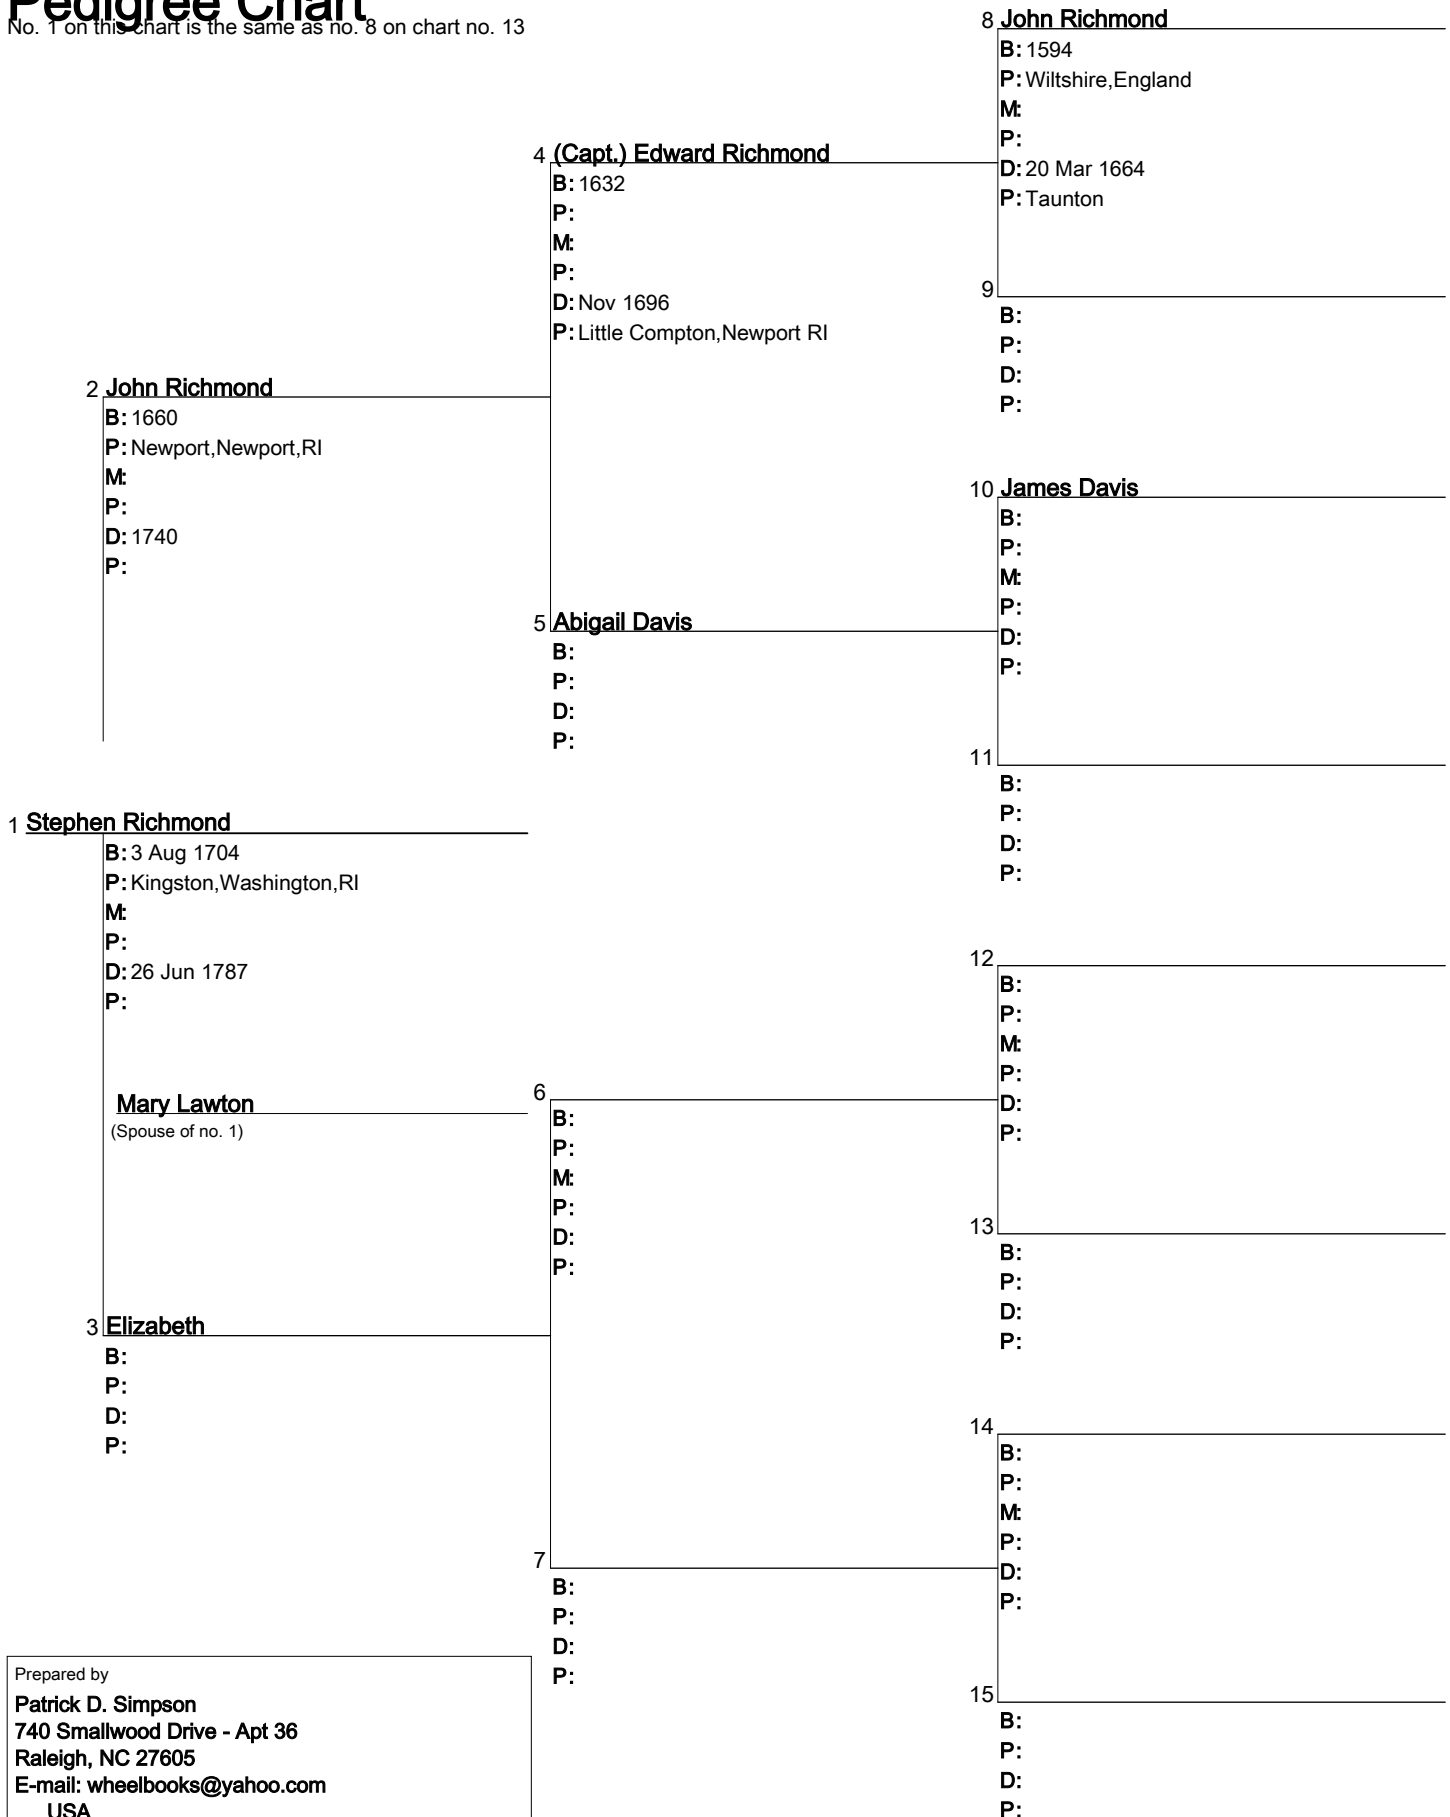 Pedigree Chart
No. 1 on this chart is the same as no. 8 on chart no. 13
8 John Richmond
B: 1594
P: Wiltshire,England
M:
P:
D: 20 Mar 1664
P: Taunton
4 (Capt.) Edward Richmond
B: 1632
P:
M:
P:
D: Nov 1696
P: Little Compton,Newport RI
9
B:
P:
D:
P:
2 John Richmond
B: 1660
P: Newport,Newport,RI
M:
P:
D: 1740
P:
10 James Davis
B:
P:
M:
P:
D:
P:
5 Abigail Davis
B:
P:
D:
P:
11
B:
P:
D:
P:
1 Stephen Richmond
B: 3 Aug 1704
P: Kingston,Washington,RI
M:
P:
D: 26 Jun 1787
P:
Mary Lawton
(Spouse of no. 1)
12
B:
P:
M:
P:
D:
P:
6
B:
P:
M:
P:
D:
P:
13
B:
P:
D:
P:
3 Elizabeth
B:
P:
D:
P:
14
B:
P:
M:
P:
D:
P:
7
B:
P:
D:
P:
15
B:
P:
D:
P:
Prepared by
Patrick D. Simpson
740 Smallwood Drive - Apt 36
Raleigh, NC 27605
E-mail: wheelbooks@yahoo.com
USA